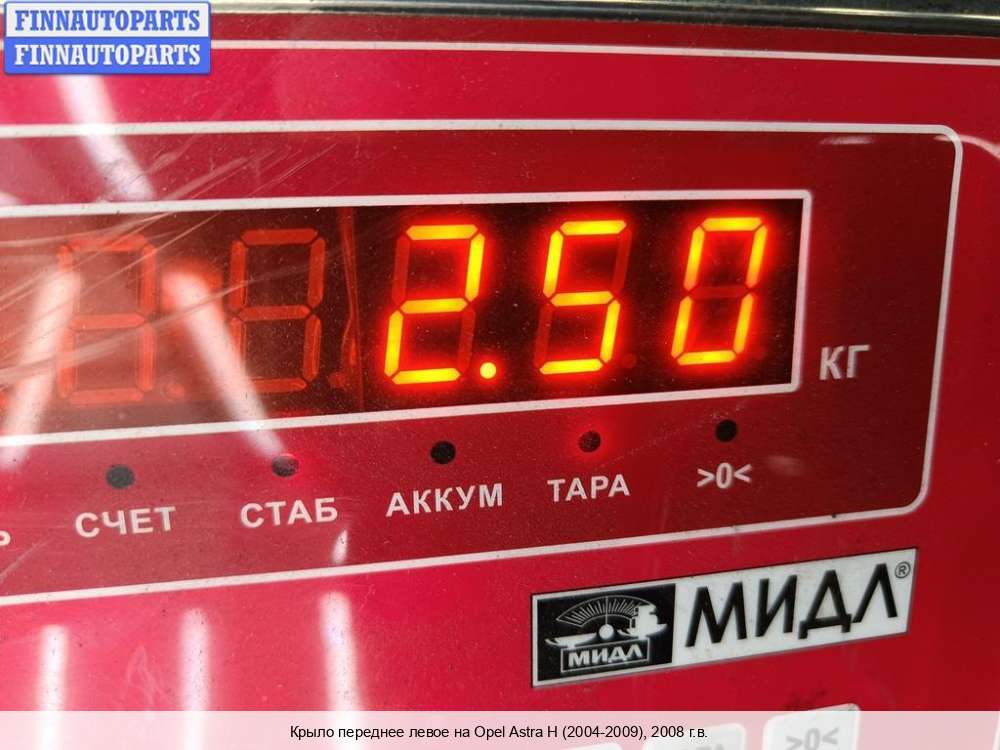 FINNAUTOPARTS
FINNAUTOPARTS
2.50
КГ
СЧЕТ СТАБ АККУМ ТАРА >0<
МИДЛ МИДЛ®
>0<
Крыло переднее левое на Opel Astra H (2004-2009), 2008 г.в.